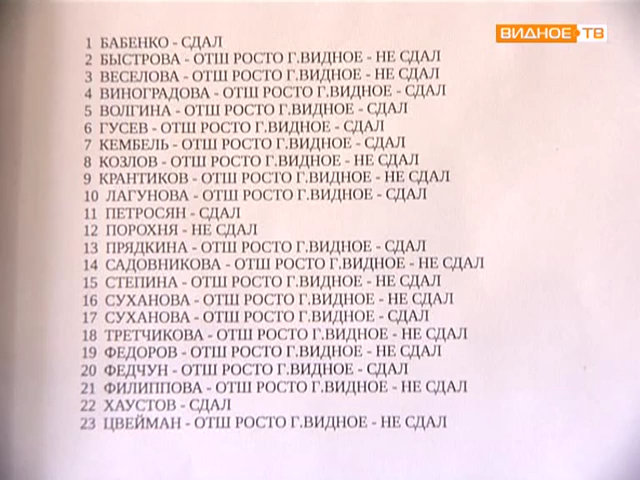 ВИДНОЕ ТВ
1 БАБЕНКО - СДАЛ
2 БЫСТРОВА - ОТШ РОСТО Г.ВИДНОЕ - НЕ СДАЛ
3 ВЕСЕЛОВА - ОТШ РОСТО Г.ВИДНОЕ - НЕ СДАЛ
4 ВИНОГРАДОВА - ОТШ РОСТО Г.ВИДНОЕ - СДАЛ
5 ВОЛГИНА - ОТШ РОСТО Г.ВИДНОЕ - СДАЛ
6 ГУСЕВ - ОТШ РОСТО Г.ВИДНОЕ - СДАЛ
7 КЕМБЕЛЬ - ОТШ РОСТО Г.ВИДНОЕ - СДАЛ
8 КОЗЛОВ - ОТШ РОСТО Г.ВИДНОЕ - НЕ СДАЛ
9 КРАНТИКОВ - ОТШ РОСТО Г.ВИДНОЕ - НЕ СДАЛ
10 ЛАГУНОВА - ОТШ РОСТО Г.ВИДНОЕ - СДАЛ
11 ПЕТРОСЯН - СДАЛ
12 ПОРОХНЯ - НЕ СДАЛ
13 ПРЯДКИНА - ОТШ РОСТО Г.ВИДНОЕ - СДАЛ
14 САДОВНИКОВА - ОТШ РОСТО Г.ВИДНОЕ - НЕ СДАЛ
15 СТЕПИНА - ОТШ РОСТО Г.ВИДНОЕ - НЕ СДАЛ
16 СУХАНОВА - ОТШ РОСТО Г.ВИДНОЕ - НЕ СДАЛ
17 СУХАНОВА - ОТШ РОСТО Г.ВИДНОЕ - СДАЛ
18 ТРЕТЧИКОВА - ОТШ РОСТО Г.ВИДНОЕ - НЕ СДАЛ
19 ФЕДОРОВ - ОТШ РОСТО Г.ВИДНОЕ - НЕ СДАЛ
20 ФЕДЧУН - ОТШ РОСТО Г.ВИДНОЕ - СДАЛ
21 ФИЛИППОВА - ОТШ РОСТО Г.ВИДНОЕ - НЕ СДАЛ
22 ХАУСТОВ - СДАЛ
23 ЦВЕЙМАН - ОТШ РОСТО Г.ВИДНОЕ - НЕ СДАЛ